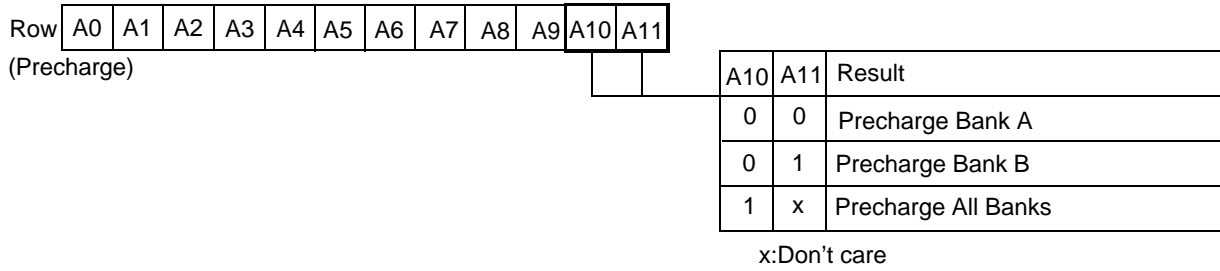 Row A0 A1 A2 A3 A4 A5 A6 A7 A8 A9 A10 A11
(Precharge)
A10 A11 Result
0 0 Precharge Bank A
0 1 Precharge Bank B
1 x Precharge All Banks
x:Don't care